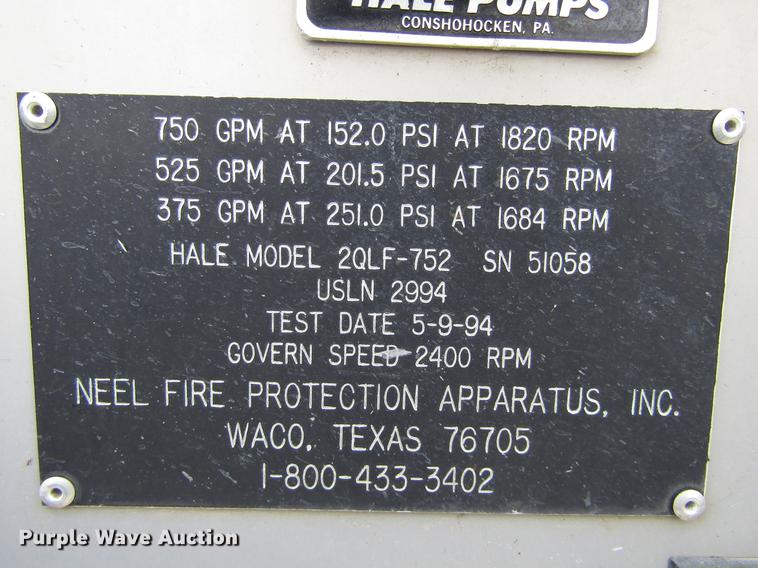 HALE PUMPS
CONSHOHOCKEN, PA.
750 GPM AT 152.0 PSI AT 1820 RPM
525 GPM AT 201.5 PSI AT 1675 RPM
375 GPM AT 251.0 PSI AT 1684 RPM
HALE MODEL 2QLF-752 SN 51058
USLN 2994
TEST DATE 5-9-94
GOVERN SPEED 2400 RPM
NEEL FIRE PROTECTION APPARATUS, INC.
WACO, TEXAS 76705
1-800-433-3402
Purple Wave Auction